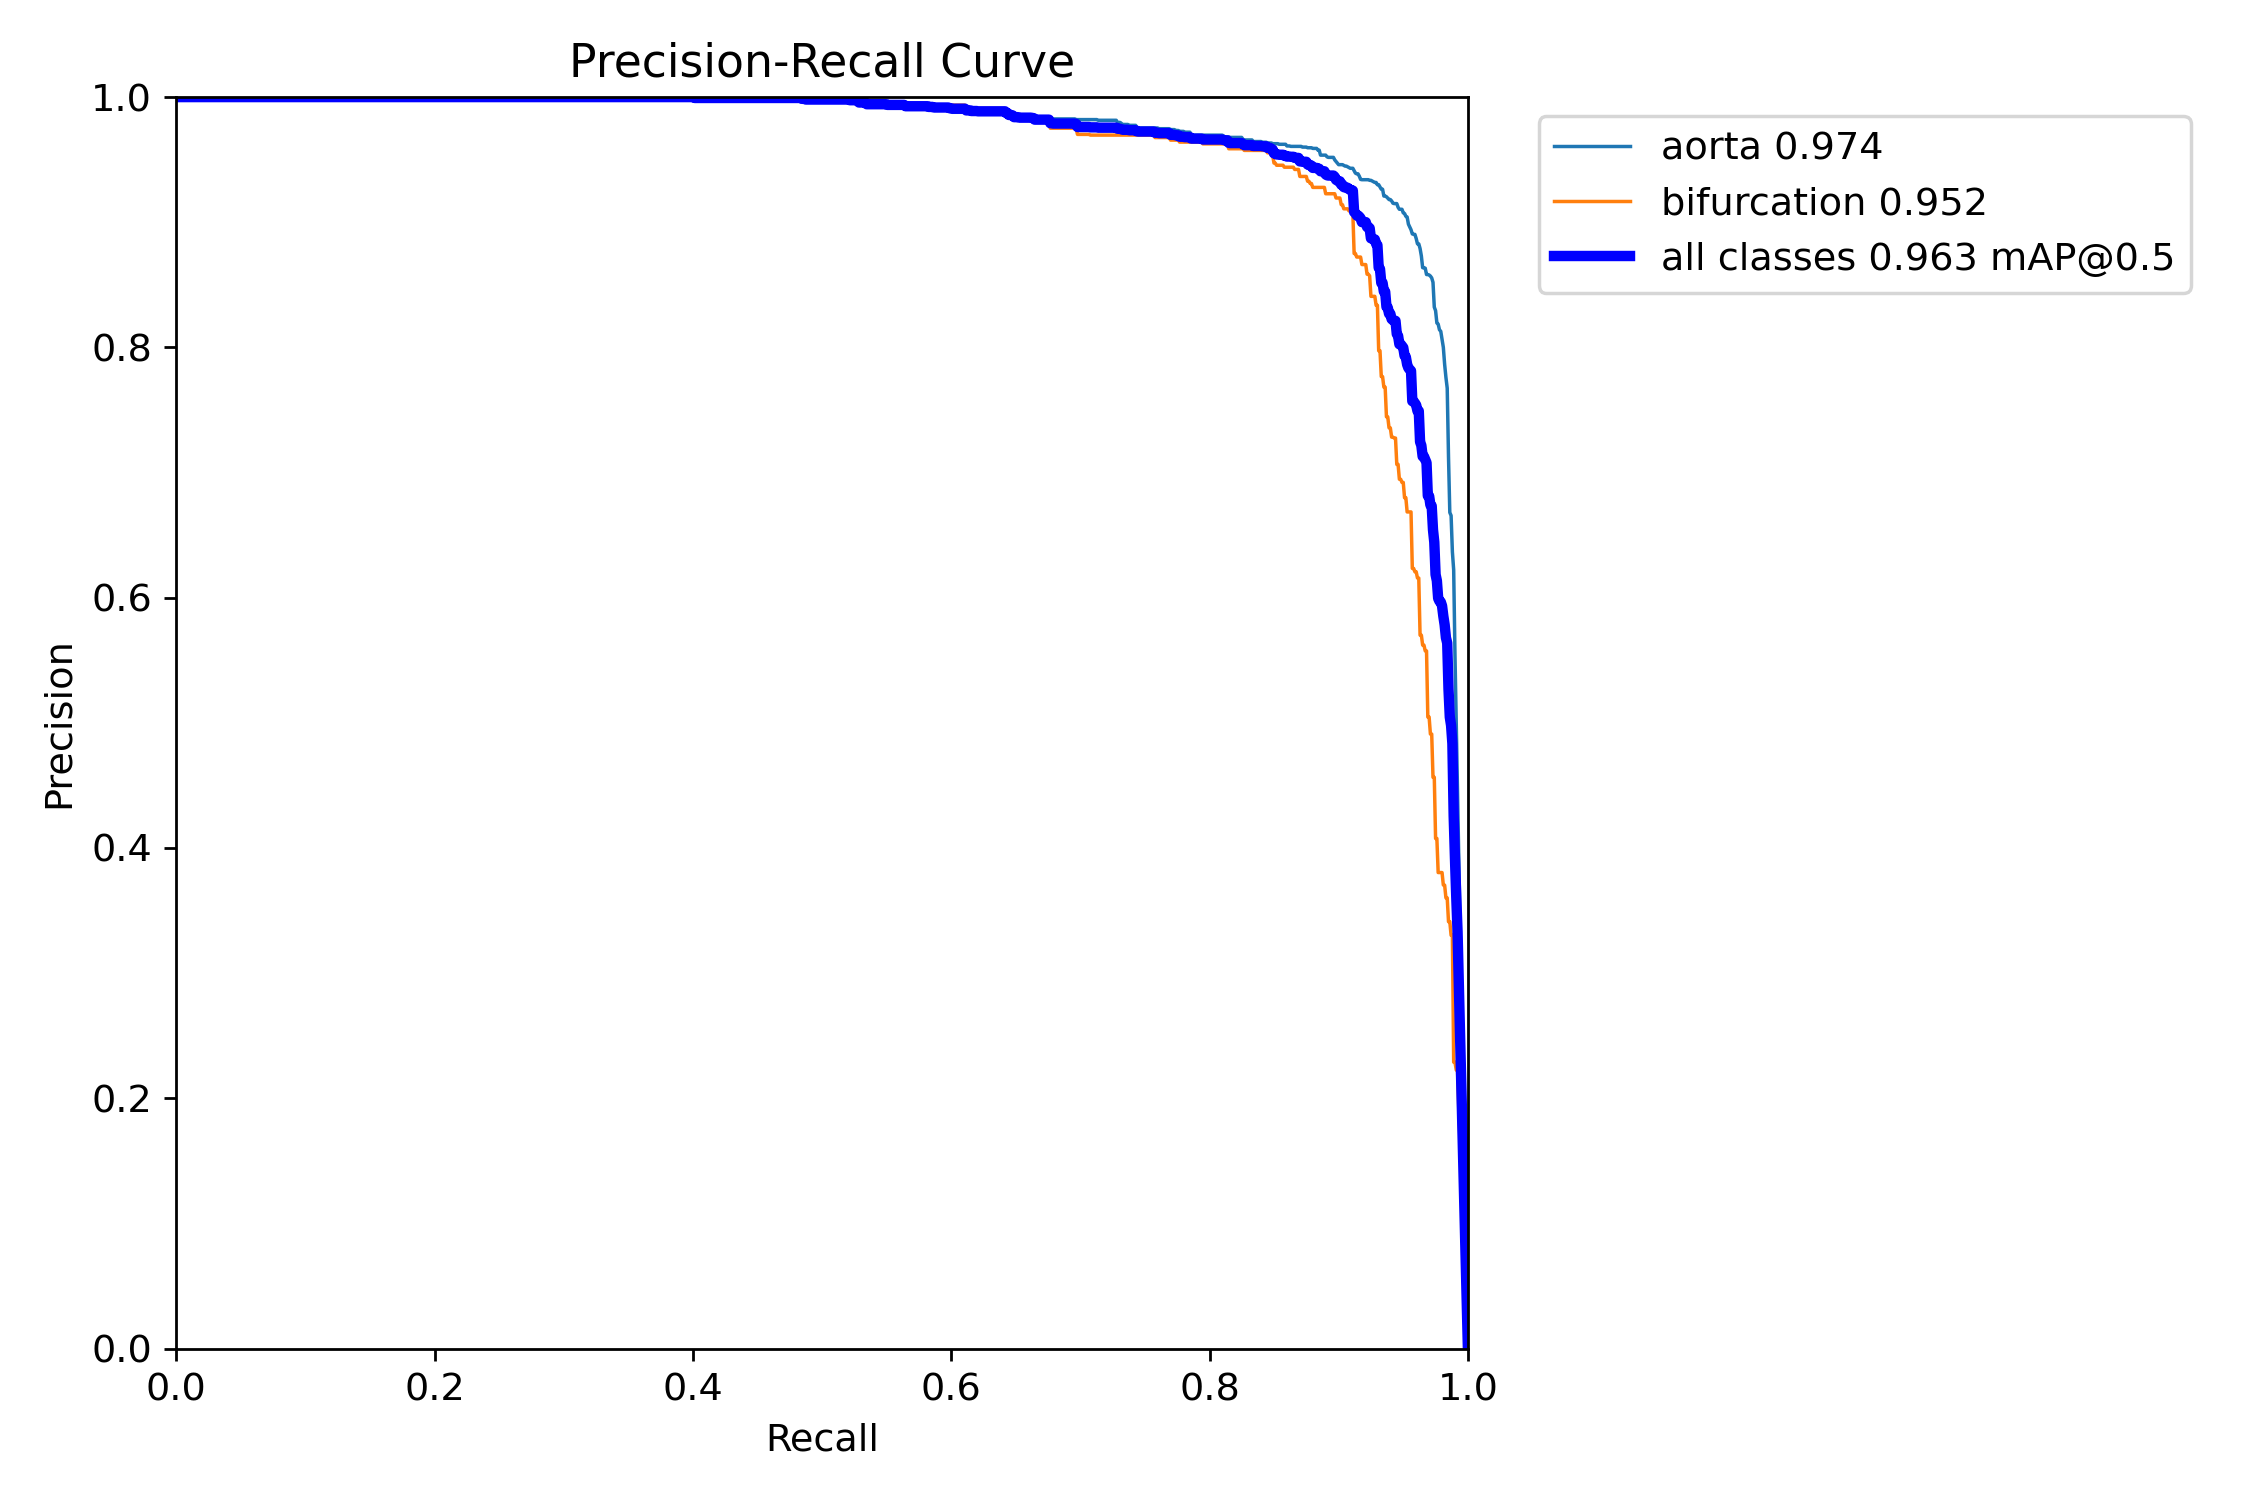 Precision-Recall Curve
1.0
0.8
0.6
0.4
0.2
0.0
Precision
0.0 0.2 0.4 0.6 0.8 1.0
Recall
aorta 0.974
bifurcation 0.952
all classes 0.963 mAP@0.5